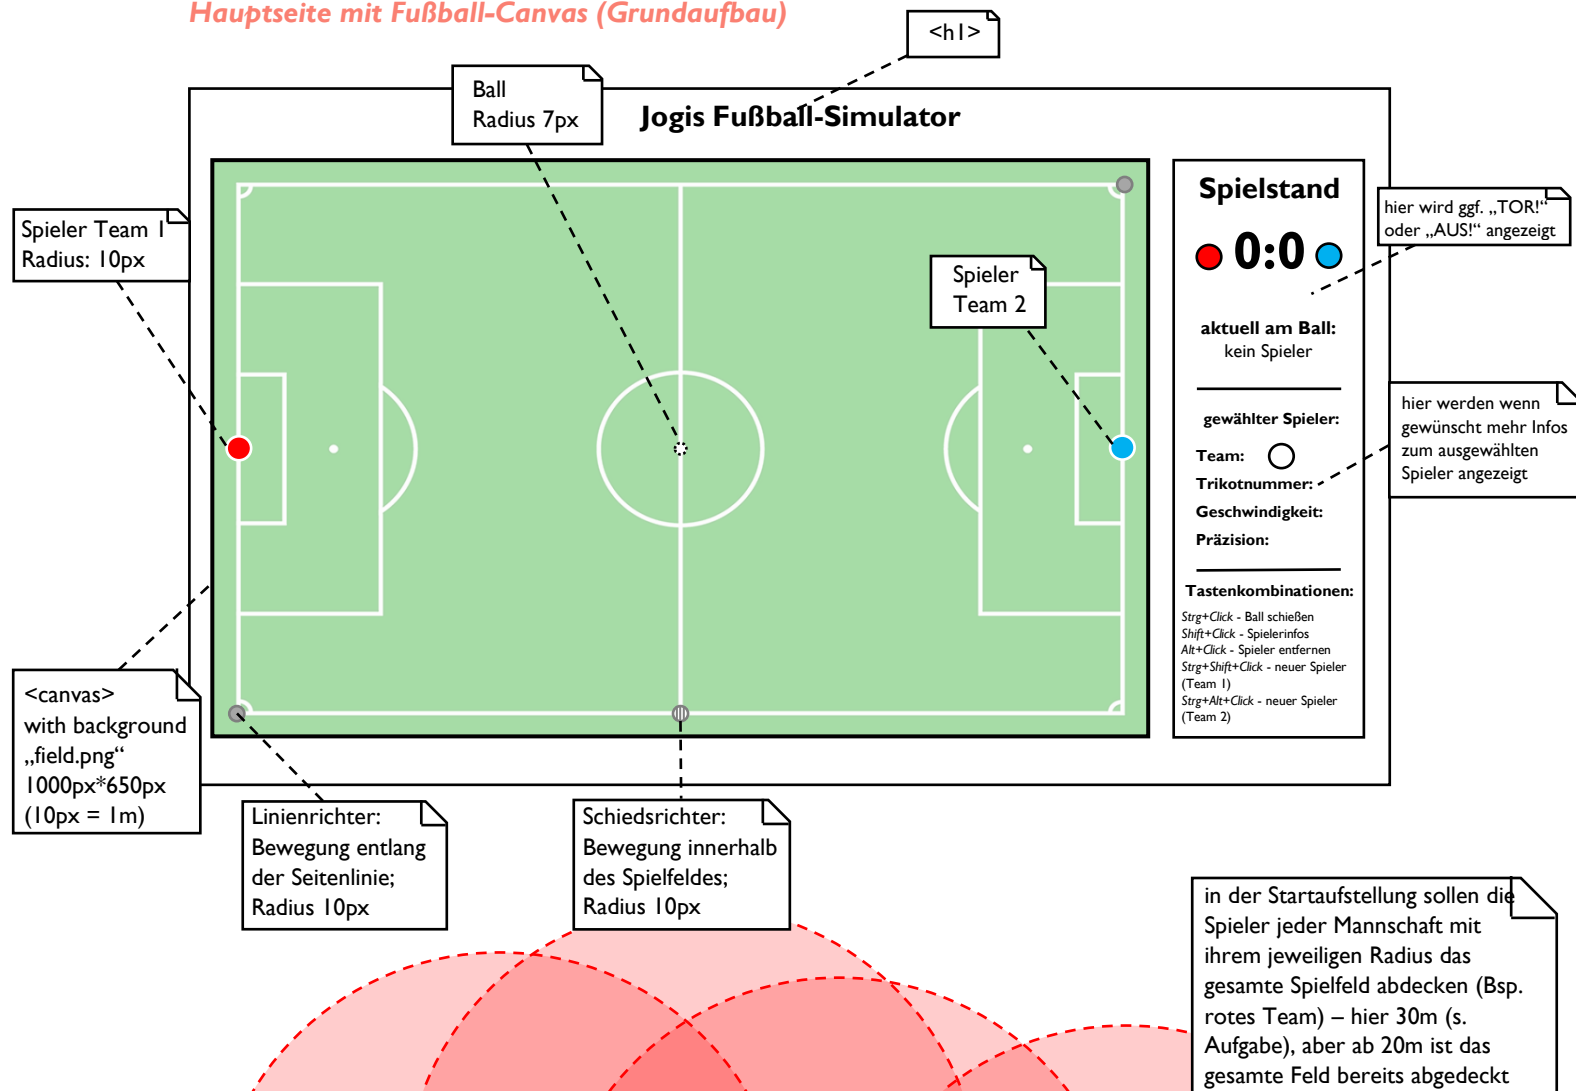 Hauptseite mit Fußball-Canvas (Grundaufbau)
<h1>
Ball
Radius 7px
Jogis Fußball-Simulator
Spieler Team 1
Radius: 10px
Spieler
Team 2
Spielstand
0:0
hier wird ggf. „TOR!“
oder „AUS!“ angezeigt
aktuell am Ball:
kein Spieler
gewählter Spieler:
Team:
Trikotnummer:
Geschwindigkeit:
Präzision:
hier werden wenn
gewünscht mehr Infos
zum ausgewählten
Spieler angezeigt
Tastenkombinationen:
Strg+Click - Ball schießen
Shift+Click - Spielerinfos
Alt+Click - Spieler entfernen
Strg+Shift+Click - neuer Spieler
(Team 1)
Strg+Alt+Click - neuer Spieler
(Team 2)
<canvas>
with background
„field.png“
1000px*650px
(10px = 1m)
Linienrichter:
Bewegung entlang
der Seitenlinie;
Radius 10px
Schiedsrichter:
Bewegung innerhalb
des Spielfeldes;
Radius 10px
in der Startaufstellung sollen die
Spieler jeder Mannschaft mit
ihrem jeweiligen Radius das
gesamte Spielfeld abdecken (Bsp.
rotes Team) – hier 30m (s.
Aufgabe), aber ab 20m ist das
gesamte Feld bereits abgedeckt